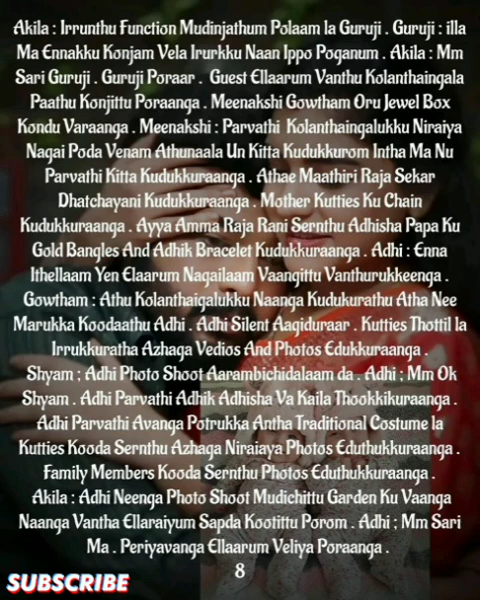 Akila : Irrunthu Function Mudinjathum Polaam la Guruji . Guruji : illa
Ma Ennakku Konjam Vela Irurkku Naan Ippo Poganum . Akila : Mm
Sari Guruji . Guruji Poraar . Guest Ellaarum Vanthu Kolanthaingala
Paathu Konjittu Poraanga . Meenakshi Gowtham Oru Jewel Box
Kondu Varaanga . Meenakshi : Parvathi Kolanthaingalukku Niraiya
Nagai Poda Venam Athunaala Un Kitta Kudukkurom Intha Ma Nu
Parvathi Kitta Kudukkuraanga . Athae Maathiri Raja Sekar
Dhatchayani Kudukkuraanga . Mother Kutties Ku Chain
Kudukkuraanga . Ayya Amma Raja Rani Sernthu Adhisha Papa Ku
Gold Bangles And Adhik Bracelet Kudukkuraanga . Adhi : Enna
Ithellaam Yen Elaarum Nagailaam Vaangittu Vanthurukkeenga .
Gowtham : Athu Kolanthaigalukku Naanga Kudukurathu Atha Nee
Marukka Koodaathu Adhi . Adhi Silent Aagiduraar . Kutties Thottil la
Irrukkuratha Azhaga Vedios And Photos Edukkuraanga .
Shyam ; Adhi Photo Shoot Aarambichidalaam da . Adhi ; Mm Ok
Shyam . Adhi Parvathi Adhik Adhisha Va Kaila Thookkikuraanga .
Adhi Parvathi Avanga Potrukka Antha Traditional Costume la
Kutties Kooda Sernthu Azhaga Niraiaya Photos Eduthukkuraanga .
Family Members Kooda Sernthu Photos Eduthukkuraanga .
Akila : Adhi Neenga Photo Shoot Mudichittu Garden Ku Vaanga
Naanga Vantha Ellaraiyum Sapda Kootittu Porom . Adhi ; Mm Sari
Ma . Periyavanga Ellaarum Veliya Poraanga .
8
SUBSCRIBE